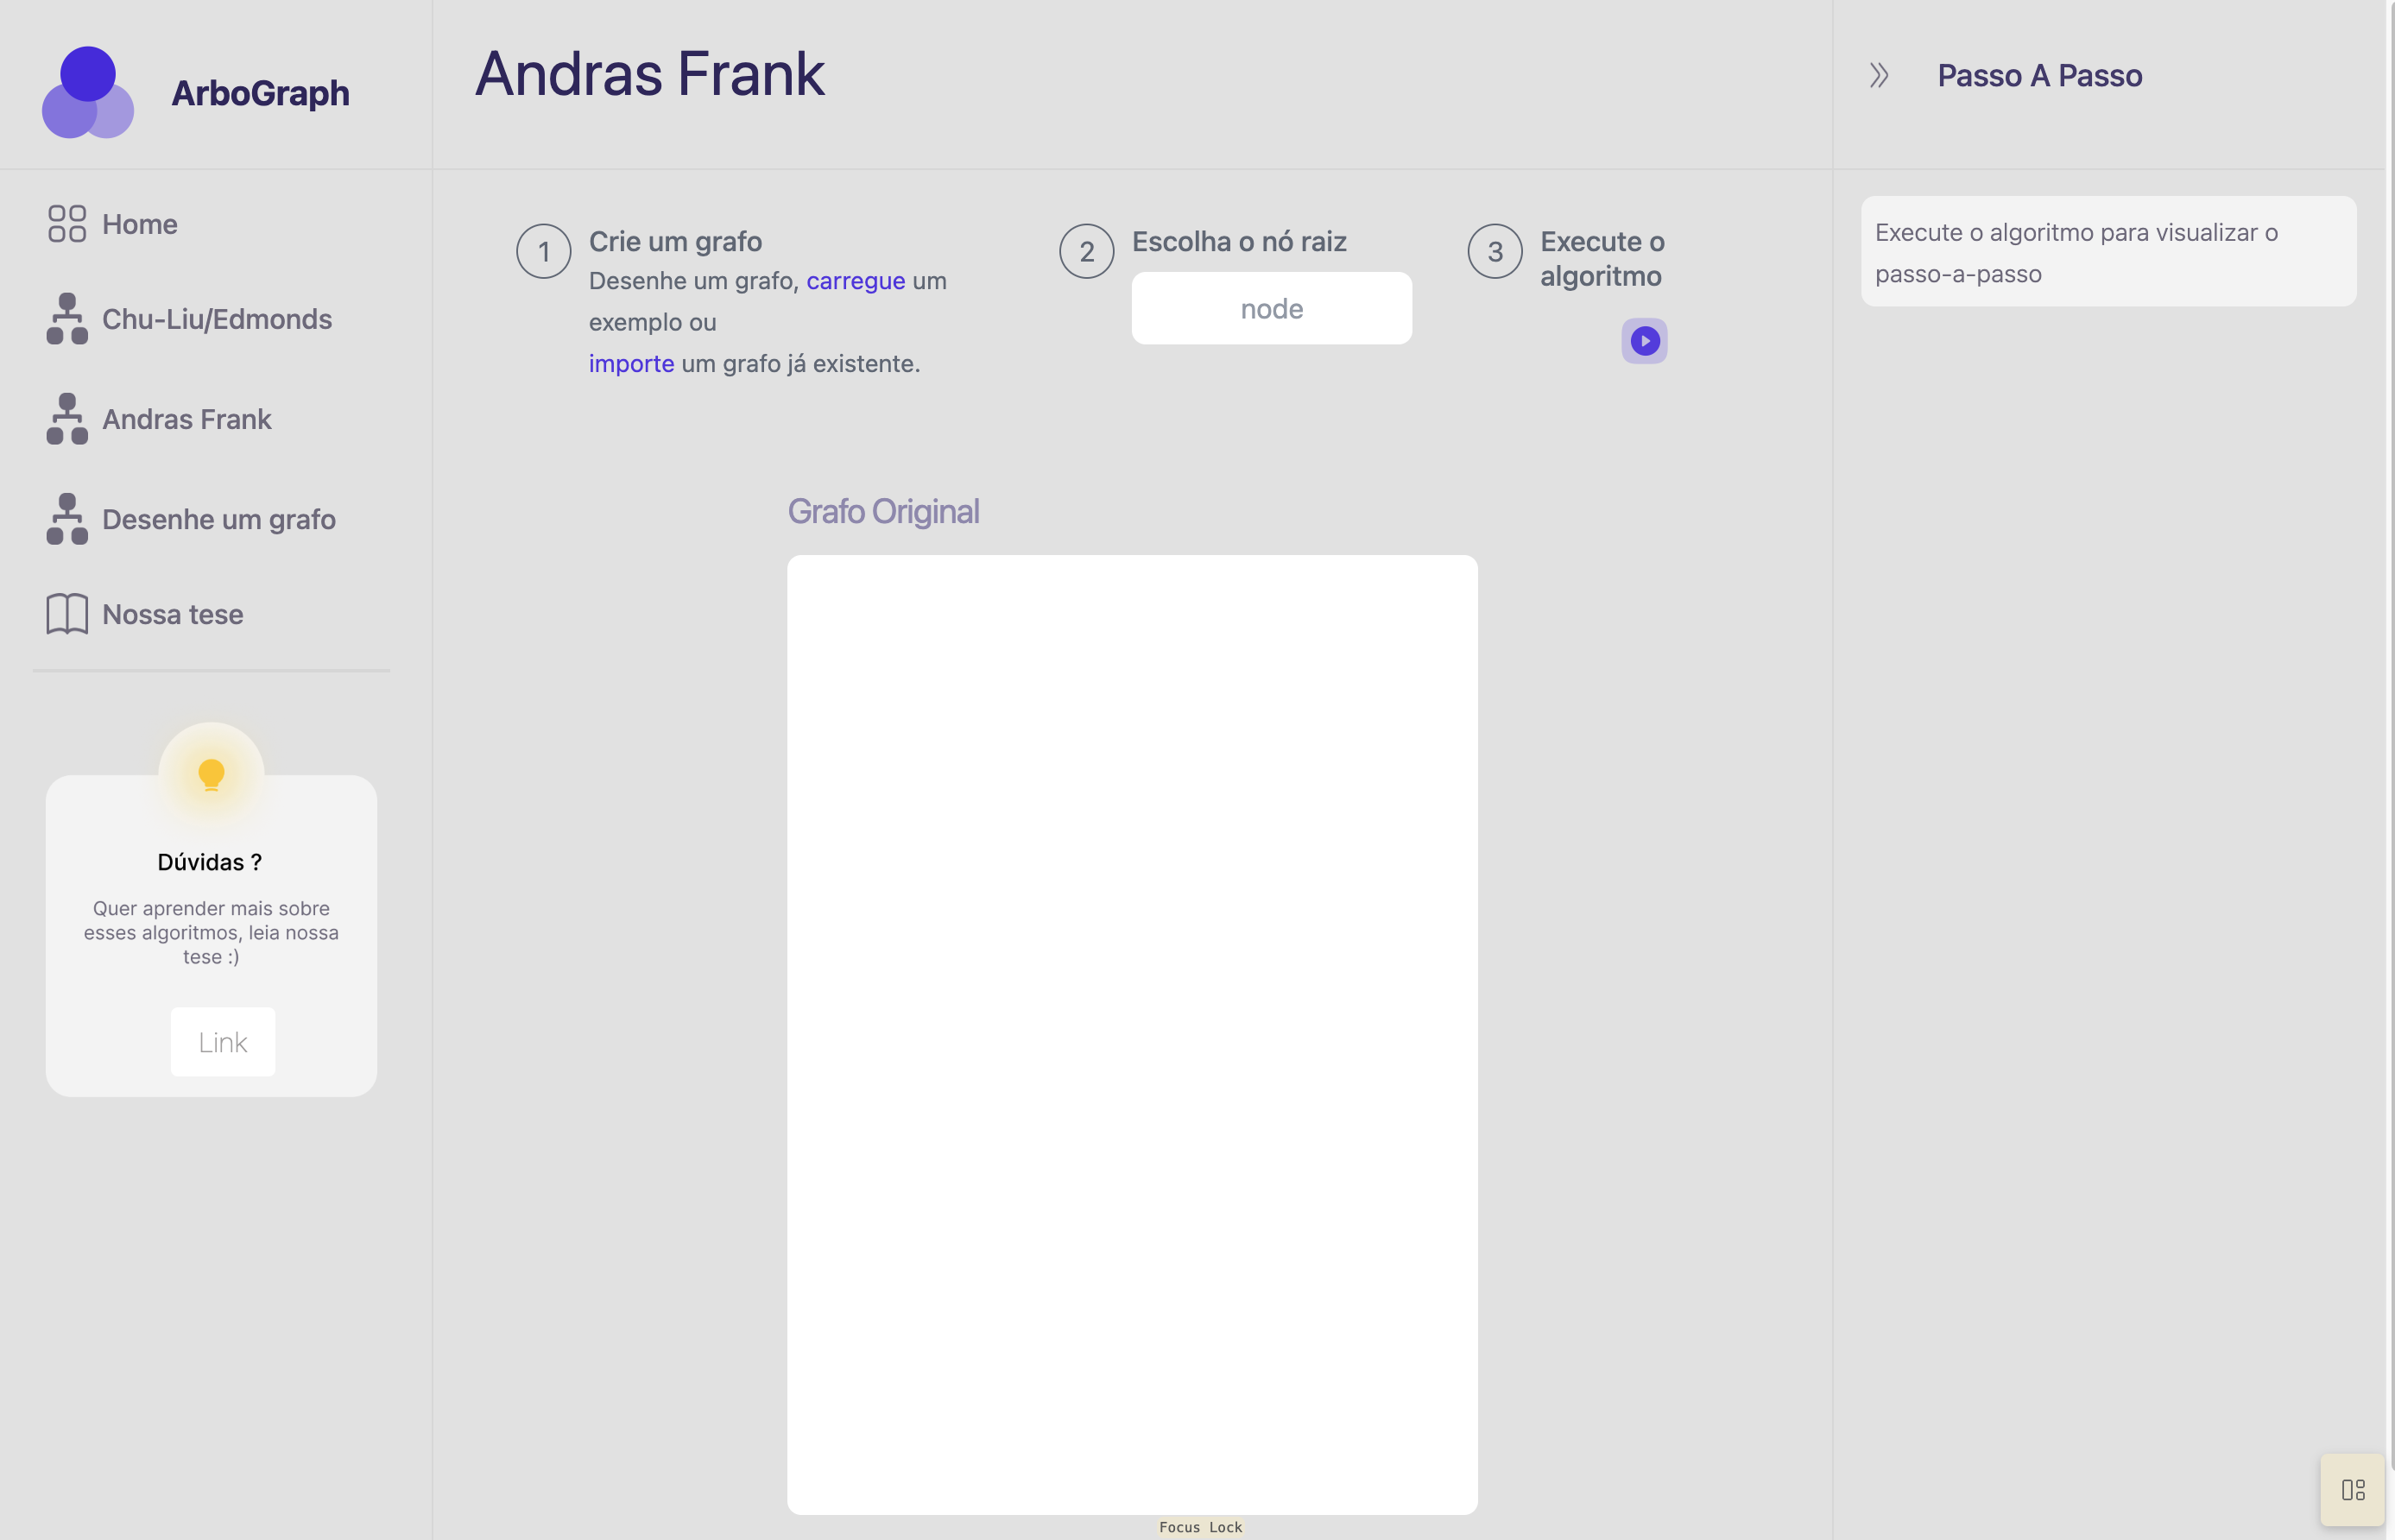 ArboGraph
Home
Chu-Liu/Edmonds
Andras Frank
Desenhe um grafo
Nossa tese
Dúvidas ?
Quer aprender mais sobre
esses algoritmos, leia nossa
tese :)
Link
Andras Frank
1
Crie um grafo
Desenhe um grafo, carregue um
exemplo ou
importe um grafo já existente.
2
Escolha o nó raiz
node
3
Execute o
algoritmo
Grafo Original
Focus Lock
Passo A Passo
Execute o algoritmo para visualizar o
passo-a-passo